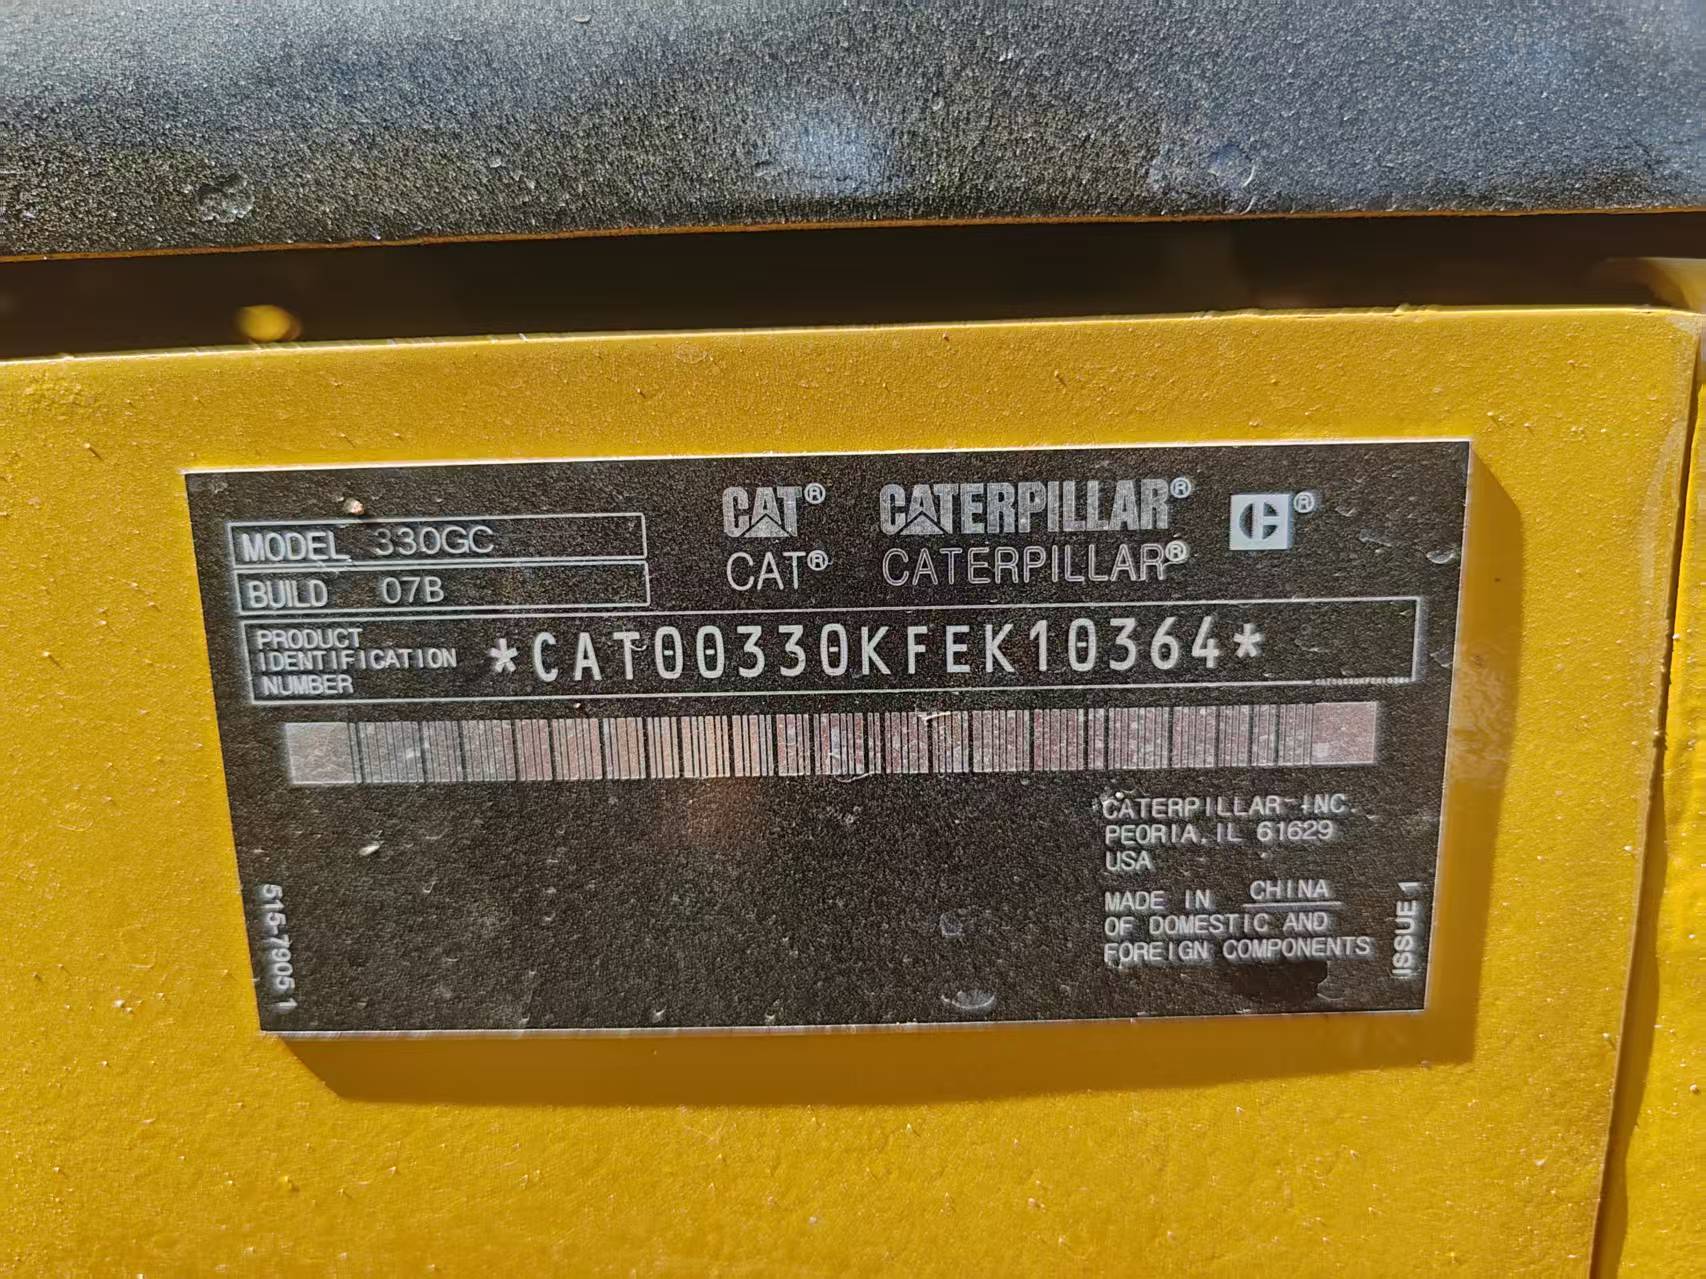 CAT® CATERPILLAR® C®
CAT® CATERPILLAR®
MODEL 330GC
BUILD 07B
PRODUCT
IDENTIFICATION
NUMBER
*CAT00330KFEK10364*
CAT00330KFEK10364
CATERPILLAR INC.
PEORIA, IL 61629
USA
MADE IN CHINA
OF DOMESTIC AND
FOREIGN COMPONENTS
515-7905 1
ISSUE 1